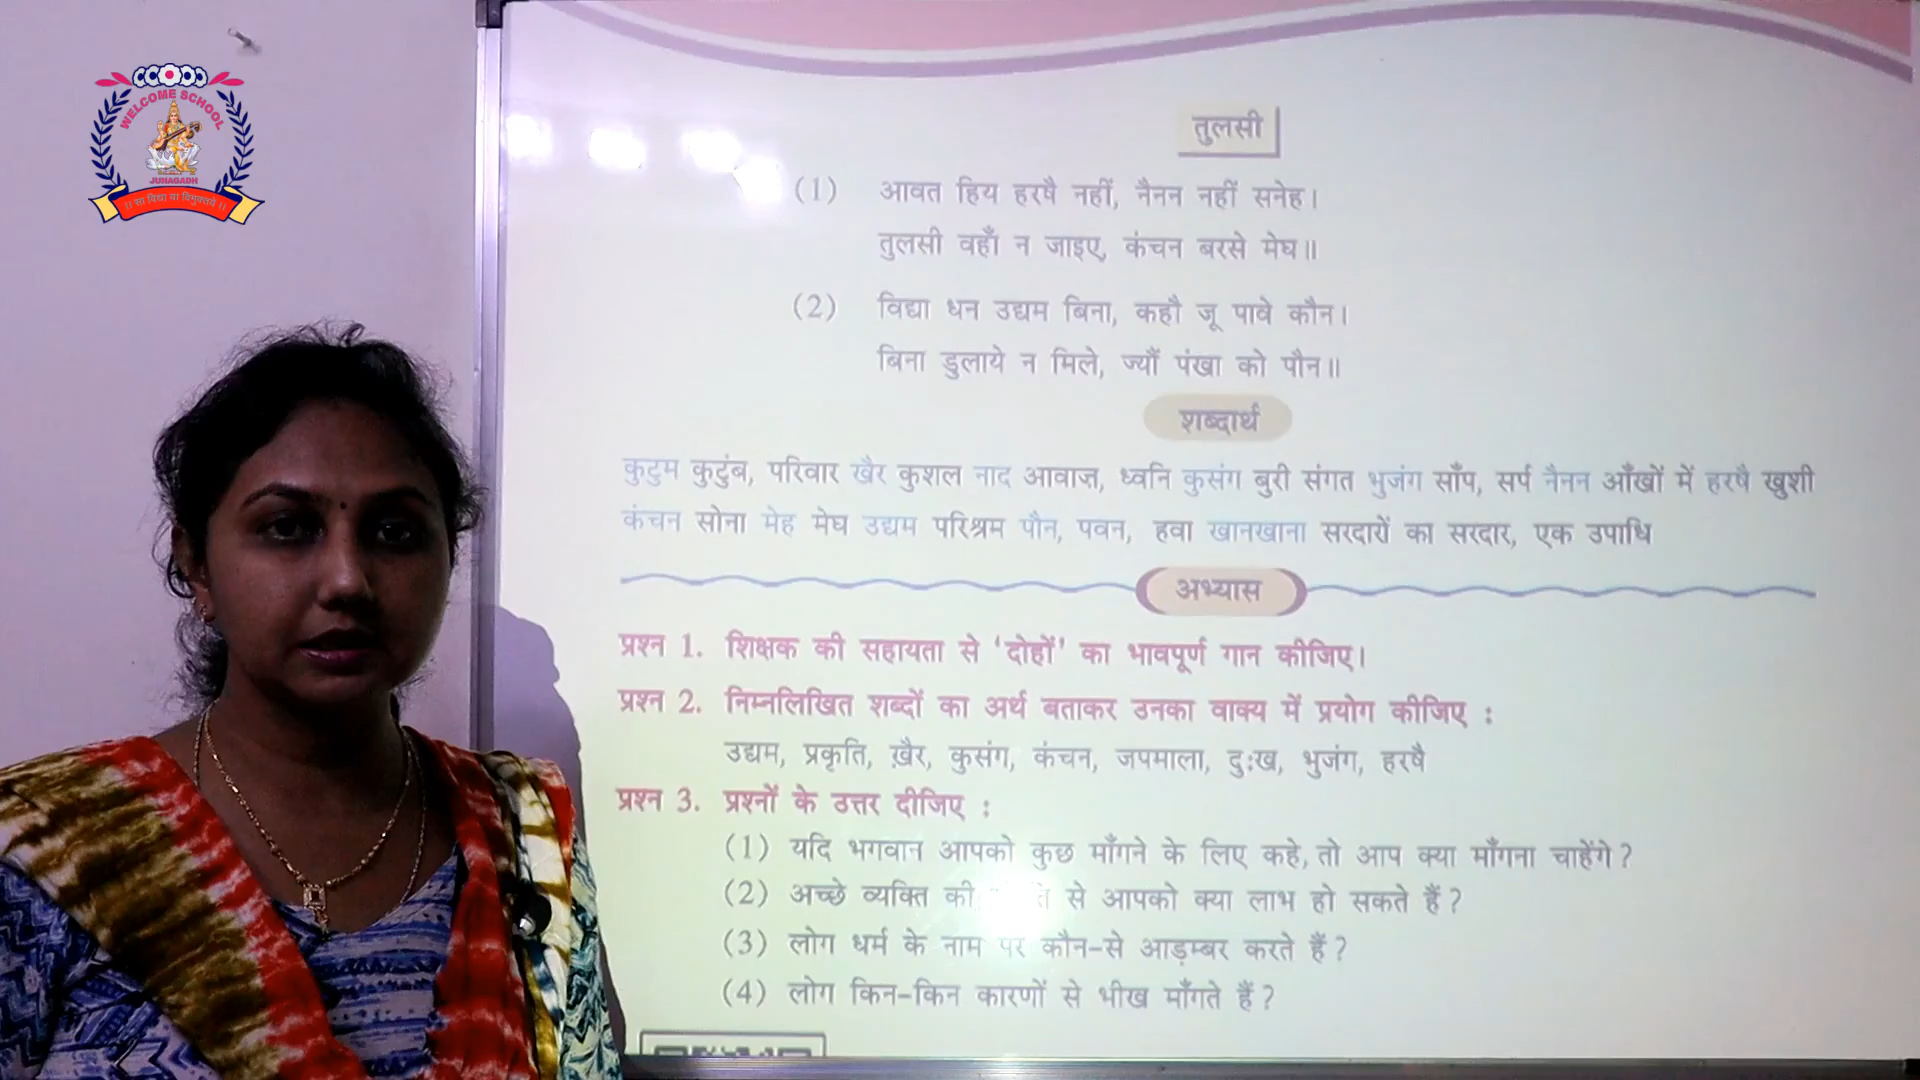 WELCOME SCHOOL
JUNAGADH
।। सा विद्या या विमुक्तये ।।
तुलसी
(1) आवत हिय हरषै नहीं, नैनन नहीं सनेह।
तुलसी वहाँ न जाइए, कंचन बरसे मेघ॥
(2) विद्या धन उद्यम बिना, कहौ जू पावे कौन।
बिना डुलाये न मिले, ज्यौं पंखा को पौन॥
शब्दार्थ
कुटुम कुटुंब, परिवार खैर कुशल नाद आवाज, ध्वनि कुसंग बुरी संगत भुजंग साँप, सर्प नैनन आँखों में हरषै खुशी
कंचन सोना मेह मेघ उद्यम परिश्रम पौन, पवन, हवा खानखाना सरदारों का सरदार, एक उपाधि
अभ्यास
प्रश्न 1. शिक्षक की सहायता से ‘दोहों’ का भावपूर्ण गान कीजिए।
प्रश्न 2. निम्नलिखित शब्दों का अर्थ बताकर उनका वाक्य में प्रयोग कीजिए :
उद्यम, प्रकृति, ख़ैर, कुसंग, कंचन, जपमाला, दुःख, भुजंग, हरषै
प्रश्न 3. प्रश्नों के उत्तर दीजिए :
(1) यदि भगवान आपको कुछ माँगने के लिए कहे, तो आप क्या माँगना चाहेंगे ?
(2) अच्छे व्यक्ति की से आपको क्या लाभ हो सकते हैं ?
(3) लोग धर्म के नाम पर कौन-से आड़म्बर करते हैं ?
(4) लोग किन-किन कारणों से भीख माँगते हैं ?